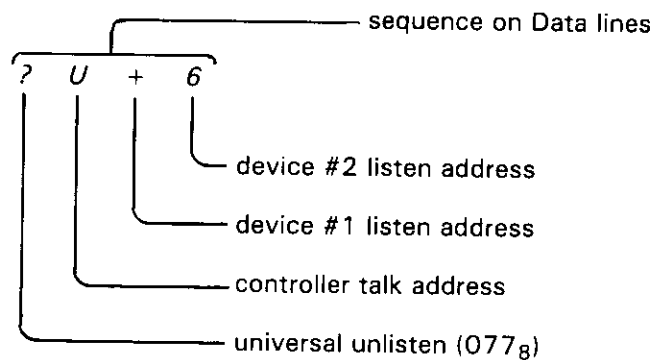 sequence on Data lines
? U + 6
device #2 listen address
device #1 listen address
controller talk address
universal unlisten (077₈)